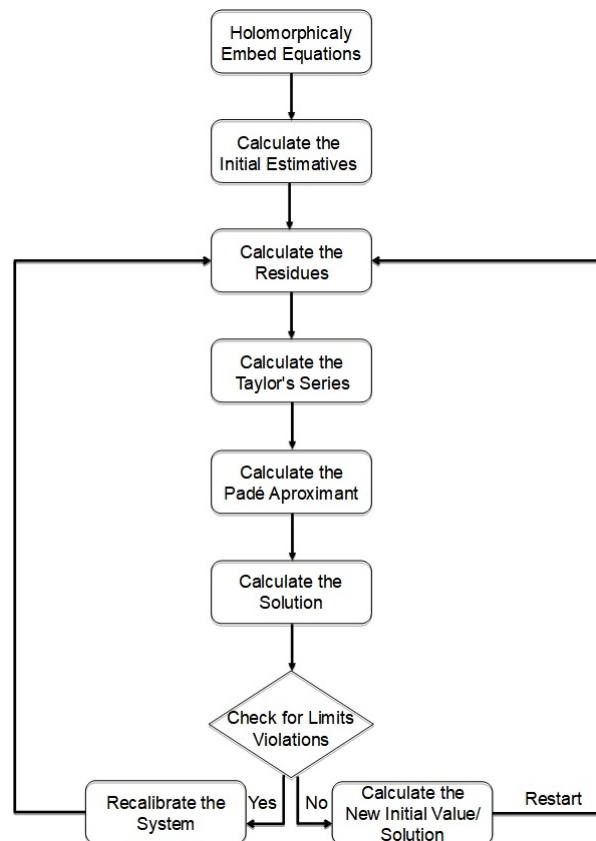 Holomorphicaly
Embed Equations
Calculate the
Initial Estimatives
Calculate the
Residues
Calculate the
Taylor's Series
Calculate the
Padé Aproximant
Calculate the
Solution
Check for Limits
Violations
Recalibrate the
System
Yes
No
Calculate the
New Initial Value/
Solution
Restart